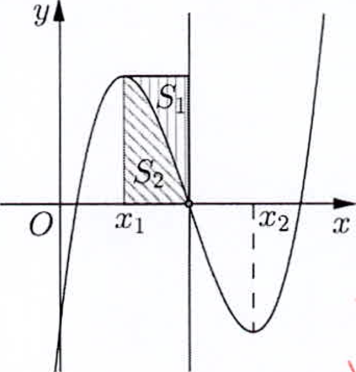 y
S₁
S₂
O x₁ x₂ x